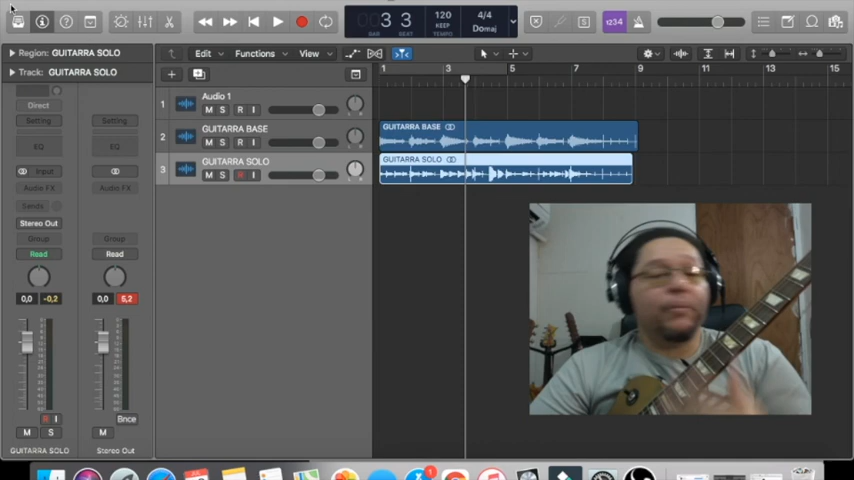 3 3
120
4/4
KEEP
TEMPO
Domaj
1234
S
Region: GUITARRA SOLO
Edit
Functions
View
Track: GUITARRA SOLO
1 3 5 7 9 11 13 15
Direct
Setting Setting
EQ EQ
Input
Audio FX Audio FX
Sends
Stereo Out
Group Group
Read Read
0,0 -0,2 0,0 5,2
R I
Bnce
M S M
GUITARRA SOLO Stereo Out
1 Audio 1
M S R I
L R
2 GUITARRA BASE
M S R I
L R
3 GUITARRA SOLO
M S R I
L R
GUITARRA BASE
GUITARRA SOLO
1